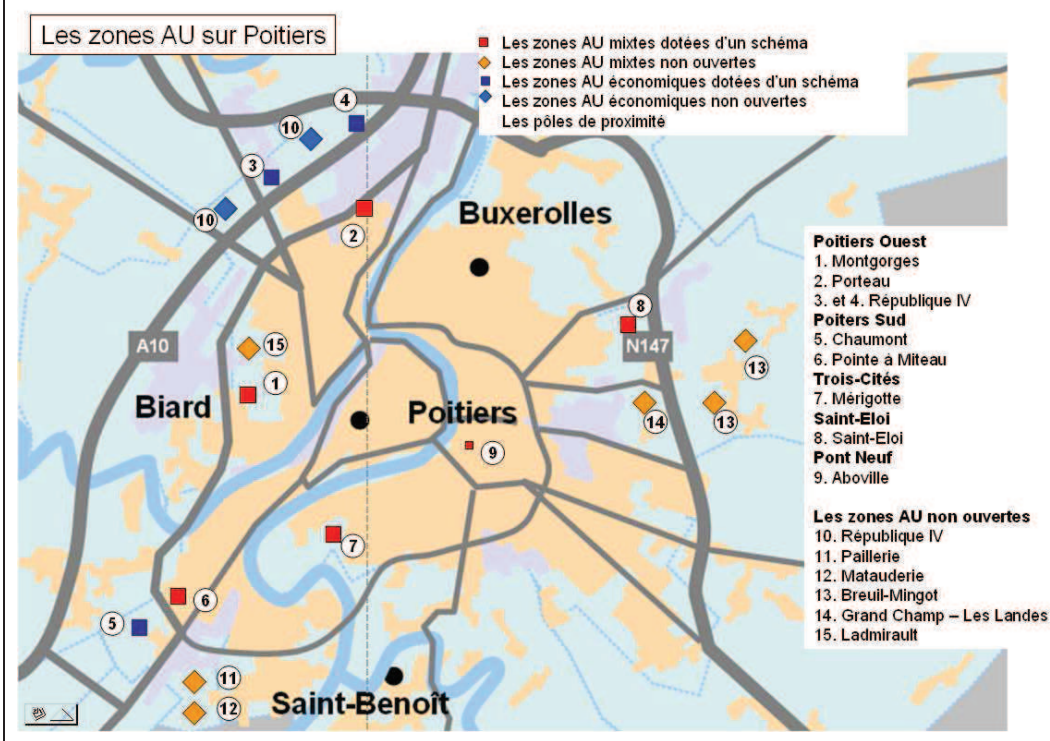 Les zones AU sur Poitiers
Les zones AU mixtes dotées d'un schéma
Les zones AU mixtes non ouvertes
Les zones AU économiques dotées d'un schéma
Les zones AU économiques non ouvertes
Les pôles de proximité
4
10
3
10
2
Buxerolles
8
A10
15
N147
13
1
Biard
Poitiers
14
13
9
7
6
5
11
Saint-Benoît
12
Poitiers Ouest
1. Montgorges
2. Porteau
3. et 4. République IV
Poitiers Sud
5. Chaumont
6. Pointe à Miteau
Trois-Cités
7. Mérigotte
Saint-Eloi
8. Saint-Eloi
Pont Neuf
9. Aboville
Les zones AU non ouvertes
10. République IV
11. Paillerie
12. Matauderie
13. Breuil-Mingot
14. Grand Champ – Les Landes
15. Ladmirault